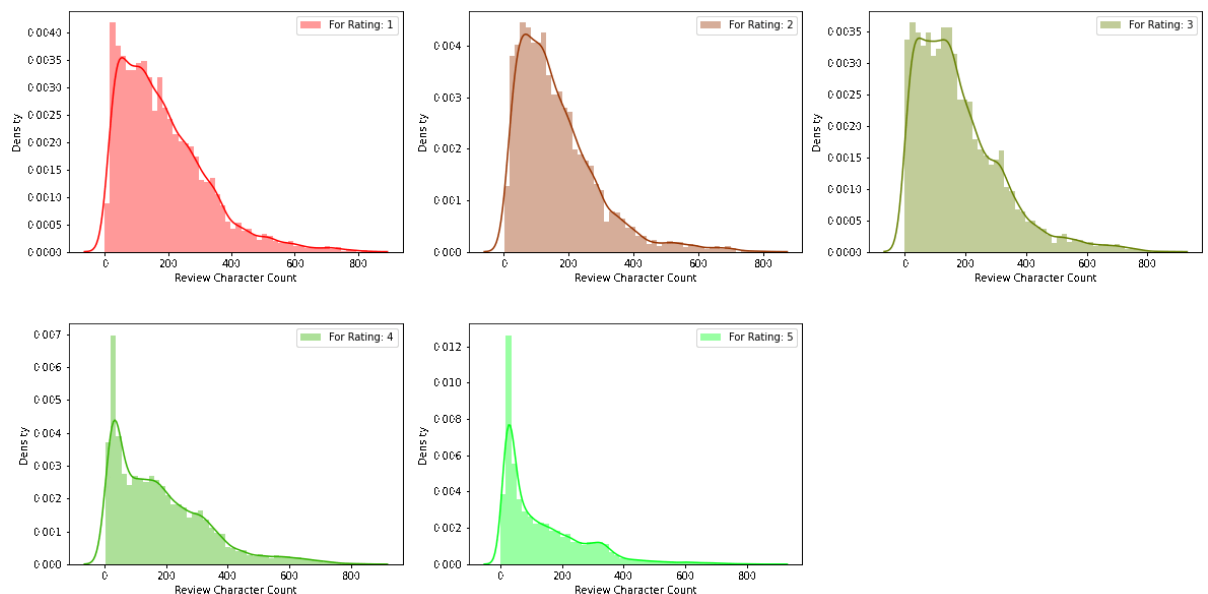 For Rating: 1
0.0040
0.0035
0.0030
0.0025
0.0020
0.0015
0.0010
0.0005
0.0000
Density
0 200 400 600 800
Review Character Count
For Rating: 2
0.004
0.003
0.002
0.001
0.000
Density
0 200 400 600 800
Review Character Count
For Rating: 3
0.0035
0.0030
0.0025
0.0020
0.0015
0.0010
0.0005
0.0000
Density
0 200 400 600 800
Review Character Count
For Rating: 4
0.007
0.006
0.005
0.004
0.003
0.002
0.001
0.000
Density
0 200 400 600 800
Review Character Count
For Rating: 5
0.012
0.010
0.008
0.006
0.004
0.002
0.000
Density
0 200 400 600 800
Review Character Count